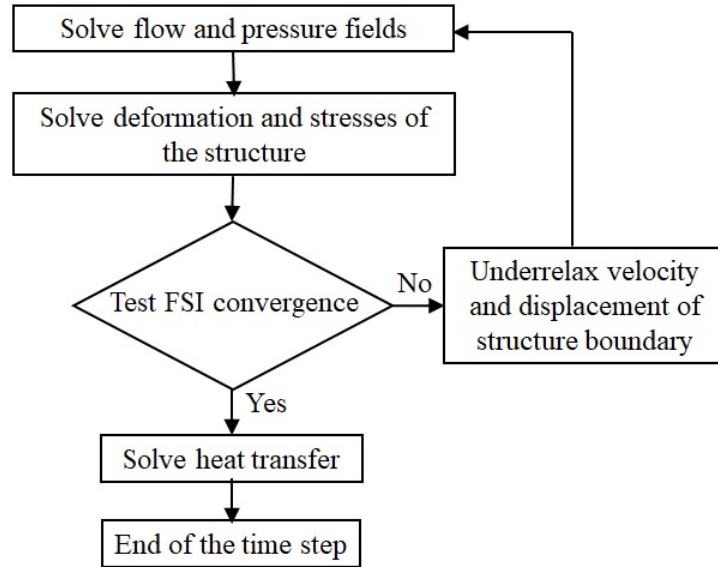 Solve flow and pressure fields
Solve deformation and stresses of
the structure
Test FSI convergence
No
Underrelax velocity
and displacement of
structure boundary
Yes
Solve heat transfer
End of the time step